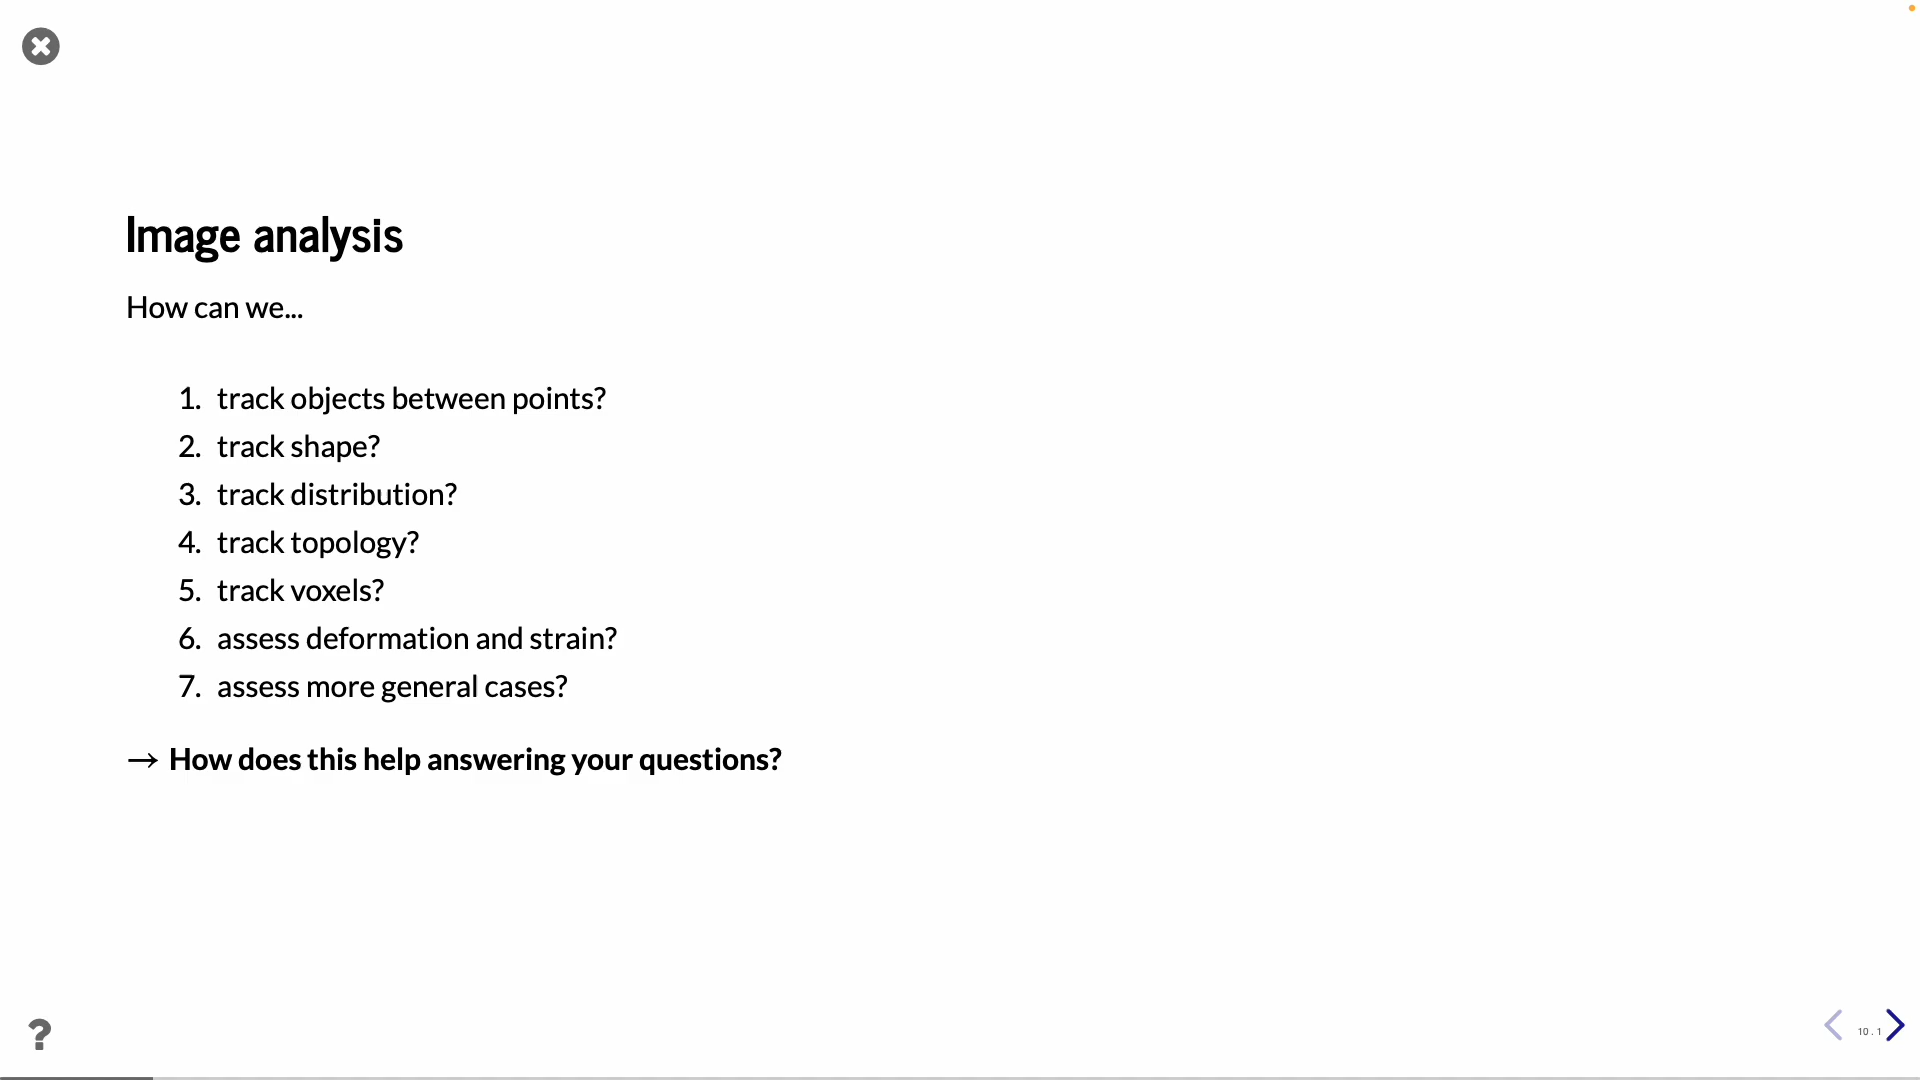 Image analysis
How can we...
1. track objects between points?
2. track shape?
3. track distribution?
4. track topology?
5. track voxels?
6. assess deformation and strain?
7. assess more general cases?
→ How does this help answering your questions?
?
10 . 1